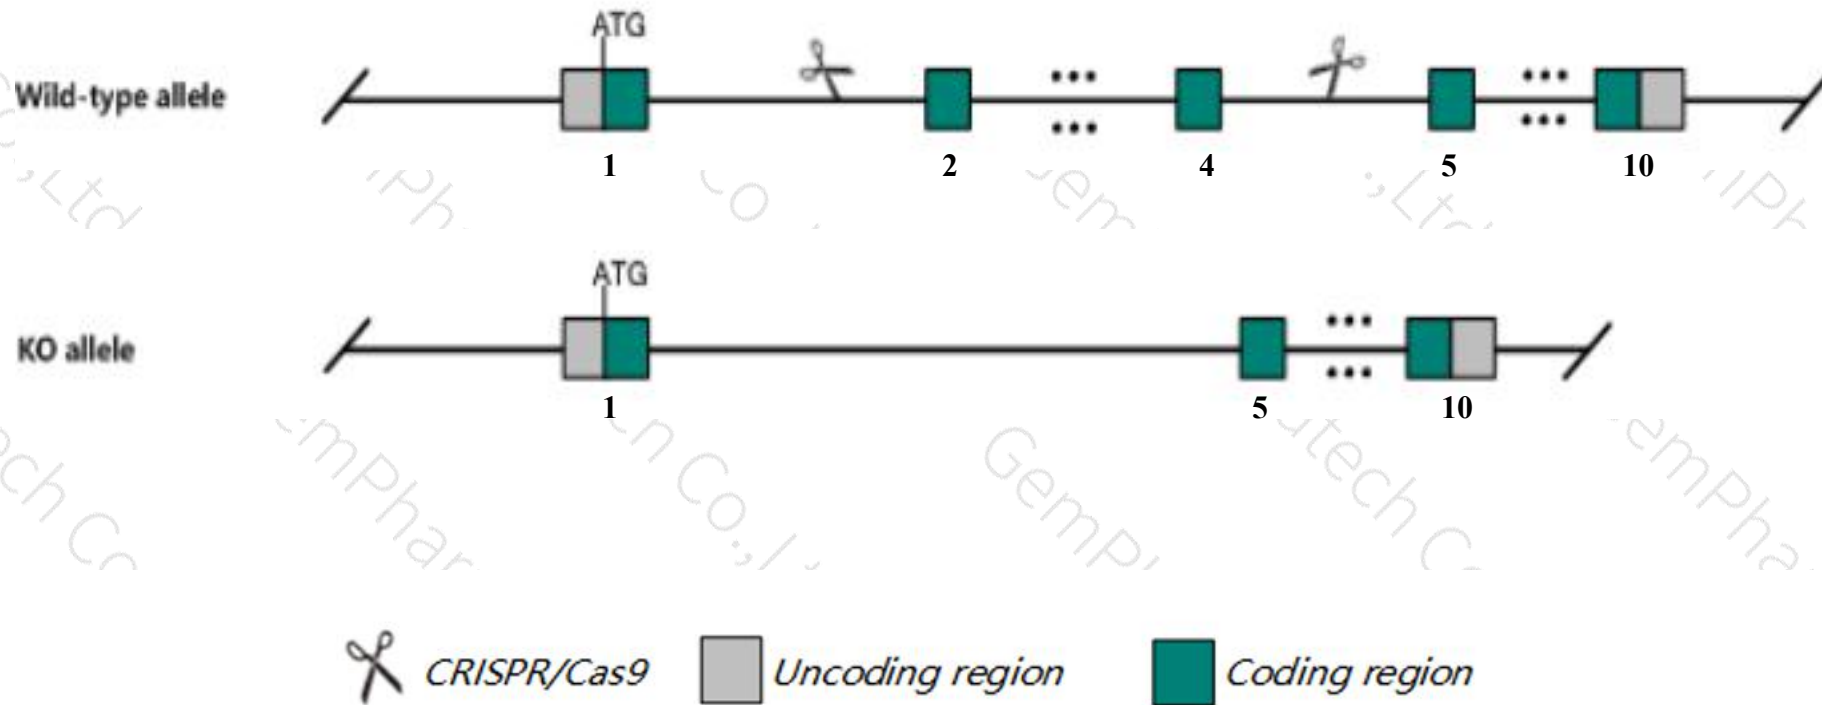 ATG
Wild-type allele
1 2 4 5 10
ATG
KO allele
1 5 10
CRISPR/Cas9 Uncoding region Coding region